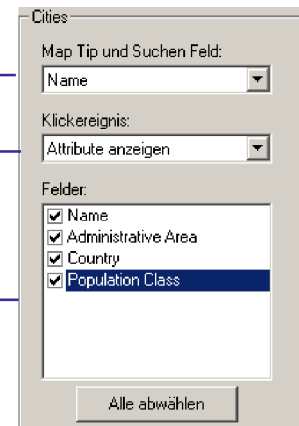 Cities
Map Tip und Suchen Feld:
Name
Klickereignis:
Attribute anzeigen
Felder:
Name
Administrative Area
Country
Population Class
Alle abwählen